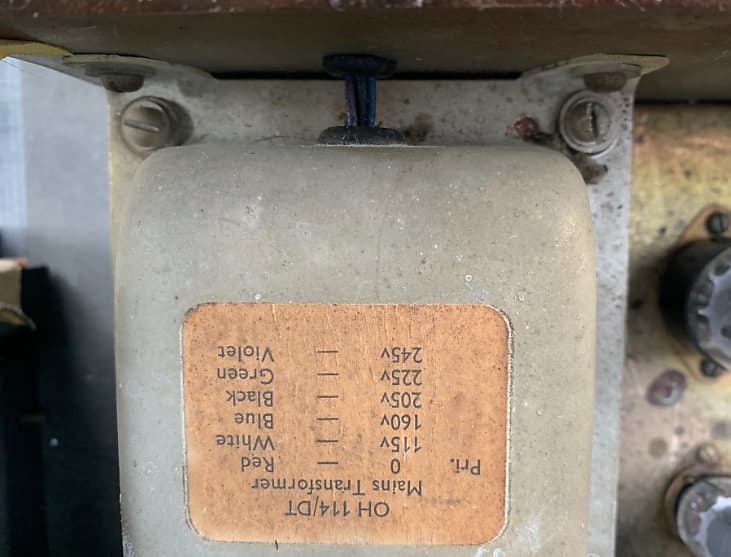 OH 114/DT
Mains Transformer
Pri. 0 — Red
115v — White
160v — Blue
205v — Black
225v — Green
245v — Violet